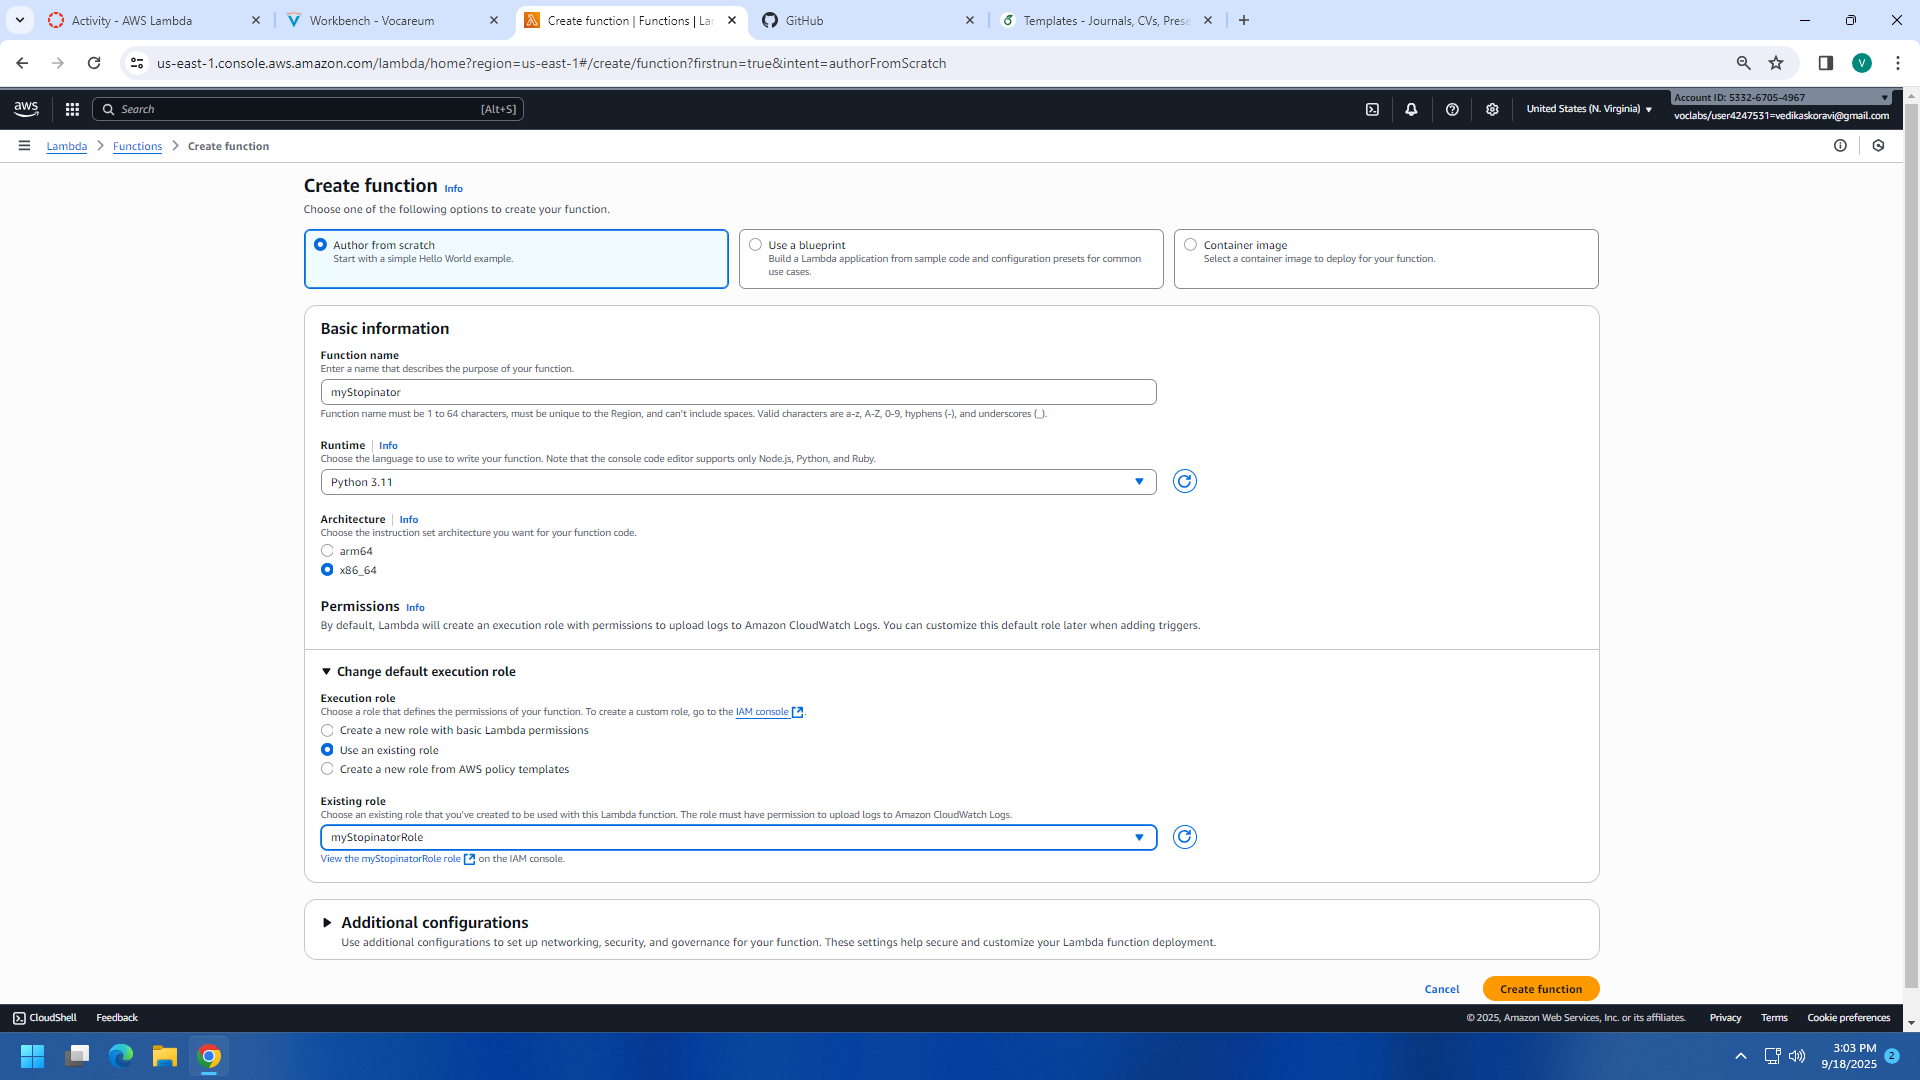 Activity - AWS Lambda
Workbench - Vocareum
Create function | Functions | La
GitHub
Templates - Journals, CVs, Prese
us-east-1.console.aws.amazon.com/lambda/home?region=us-east-1#/create/function?firstrun=true&intent=authorFromScratch
V
aws
Search
[Alt+S]
United States (N. Virginia)
Account ID: 5332-6705-4967
voclabs/user4247531=vedikaskoravi@gmail.com
Lambda
Functions
Create function
Create function Info
Choose one of the following options to create your function.
Author from scratch
Start with a simple Hello World example.
Use a blueprint
Build a Lambda application from sample code and configuration presets for common
use cases.
Container image
Select a container image to deploy for your function.
Basic information
Function name
Enter a name that describes the purpose of your function.
myStopinator
Function name must be 1 to 64 characters, must be unique to the Region, and can't include spaces. Valid characters are a-z, A-Z, 0-9, hyphens (-), and underscores (_).
Runtime Info
Choose the language to use to write your function. Note that the console code editor supports only Node.js, Python, and Ruby.
Python 3.11
Architecture Info
Choose the instruction set architecture you want for your function code.
arm64
x86_64
Permissions Info
By default, Lambda will create an execution role with permissions to upload logs to Amazon CloudWatch Logs. You can customize this default role later when adding triggers.
Change default execution role
Execution role
Choose a role that defines the permissions of your function. To create a custom role, go to the IAM console.
Create a new role with basic Lambda permissions
Use an existing role
Create a new role from AWS policy templates
Existing role
Choose an existing role that you've created to be used with this Lambda function. The role must have permission to upload logs to Amazon CloudWatch Logs.
myStopinatorRole
View the myStopinatorRole role on the IAM console.
Additional configurations
Use additional configurations to set up networking, security, and governance for your function. These settings help secure and customize your Lambda function deployment.
Cancel
Create function
CloudShell
Feedback
© 2025, Amazon Web Services, Inc. or its affiliates.
Privacy
Terms
Cookie preferences
3:03 PM
9/18/2025
2